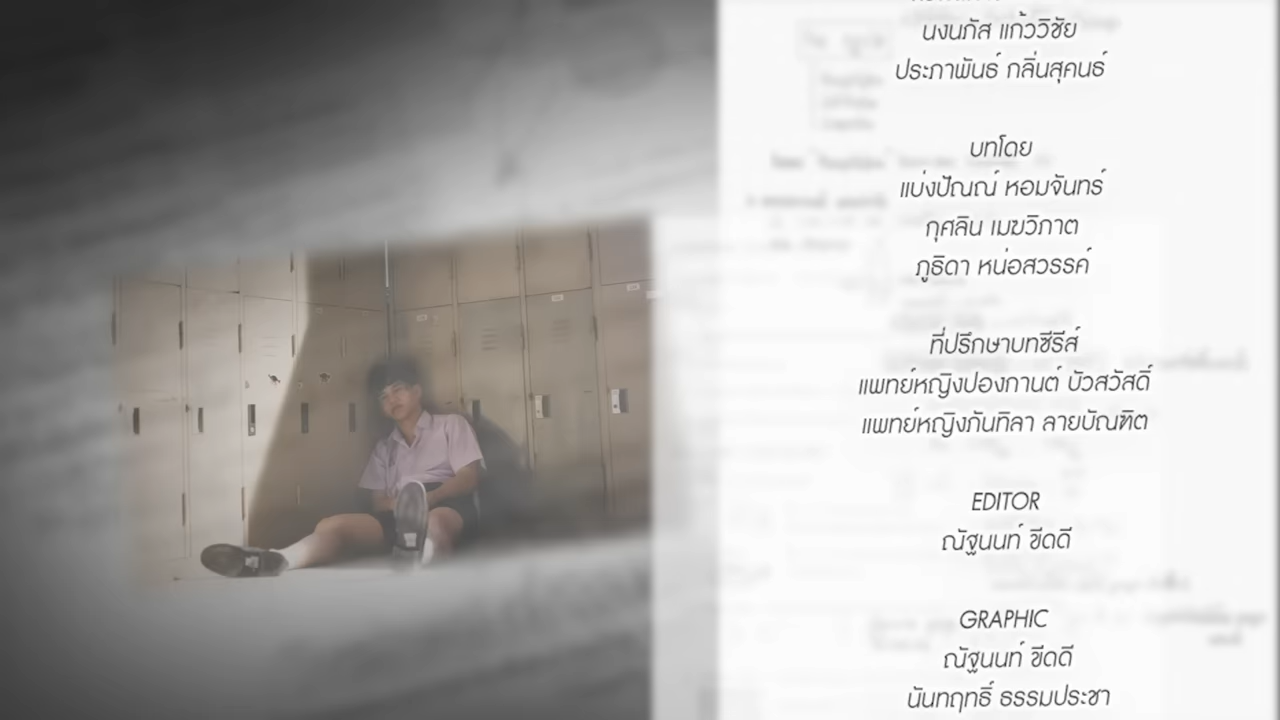 นงนภัส แก้ววิชัย
ประภาพันธ์ กลิ่นสุคนธ์
บทโดย
แบ่งปัณณ์ หอมจันทร์
กุศลิน เมฆวิภาต
ภูธิดา หน่อสวรรค์
ที่ปรึกษาบทซีรีส์
แพทย์หญิงปองกานต์ บัวสวัสดิ์
แพทย์หญิงภันทิลา ลายบัณฑิต
EDITOR
ณัฐนนท์ ขีดดี
GRAPHIC
ณัฐนนท์ ขีดดี
นันทฤทธิ์ ธรรมประชา